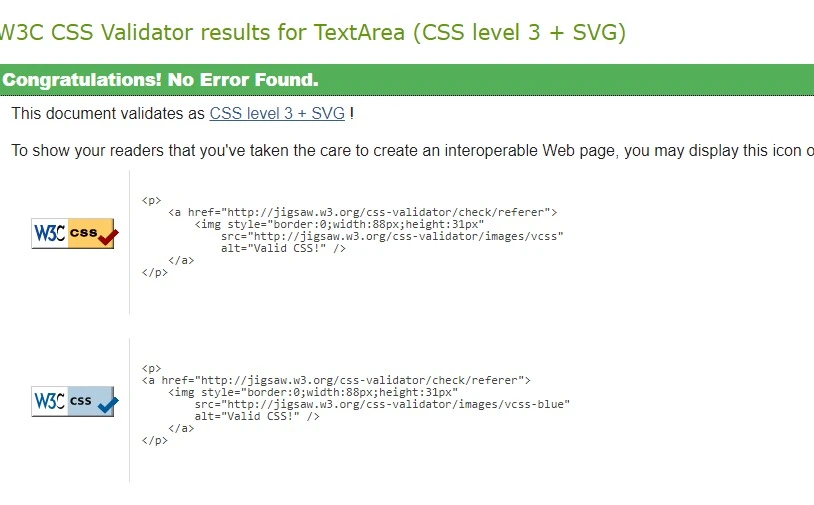 W3C CSS Validator results for TextArea (CSS level 3 + SVG)
Congratulations! No Error Found.
This document validates as CSS level 3 + SVG !
To show your readers that you've taken the care to create an interoperable Web page, you may display this icon o
<p>
<a href="http://jigsaw.w3.org/css-validator/check/referer">
<img style="border:0;width:88px;height:31px"
src="http://jigsaw.w3.org/css-validator/images/vcss"
alt="Valid CSS!" />
</a>
</p>
W3C css
<p>
<a href="http://jigsaw.w3.org/css-validator/check/referer">
<img style="border:0;width:88px;height:31px"
src="http://jigsaw.w3.org/css-validator/images/vcss-blue"
alt="Valid CSS!" />
</a>
</p>
W3C css